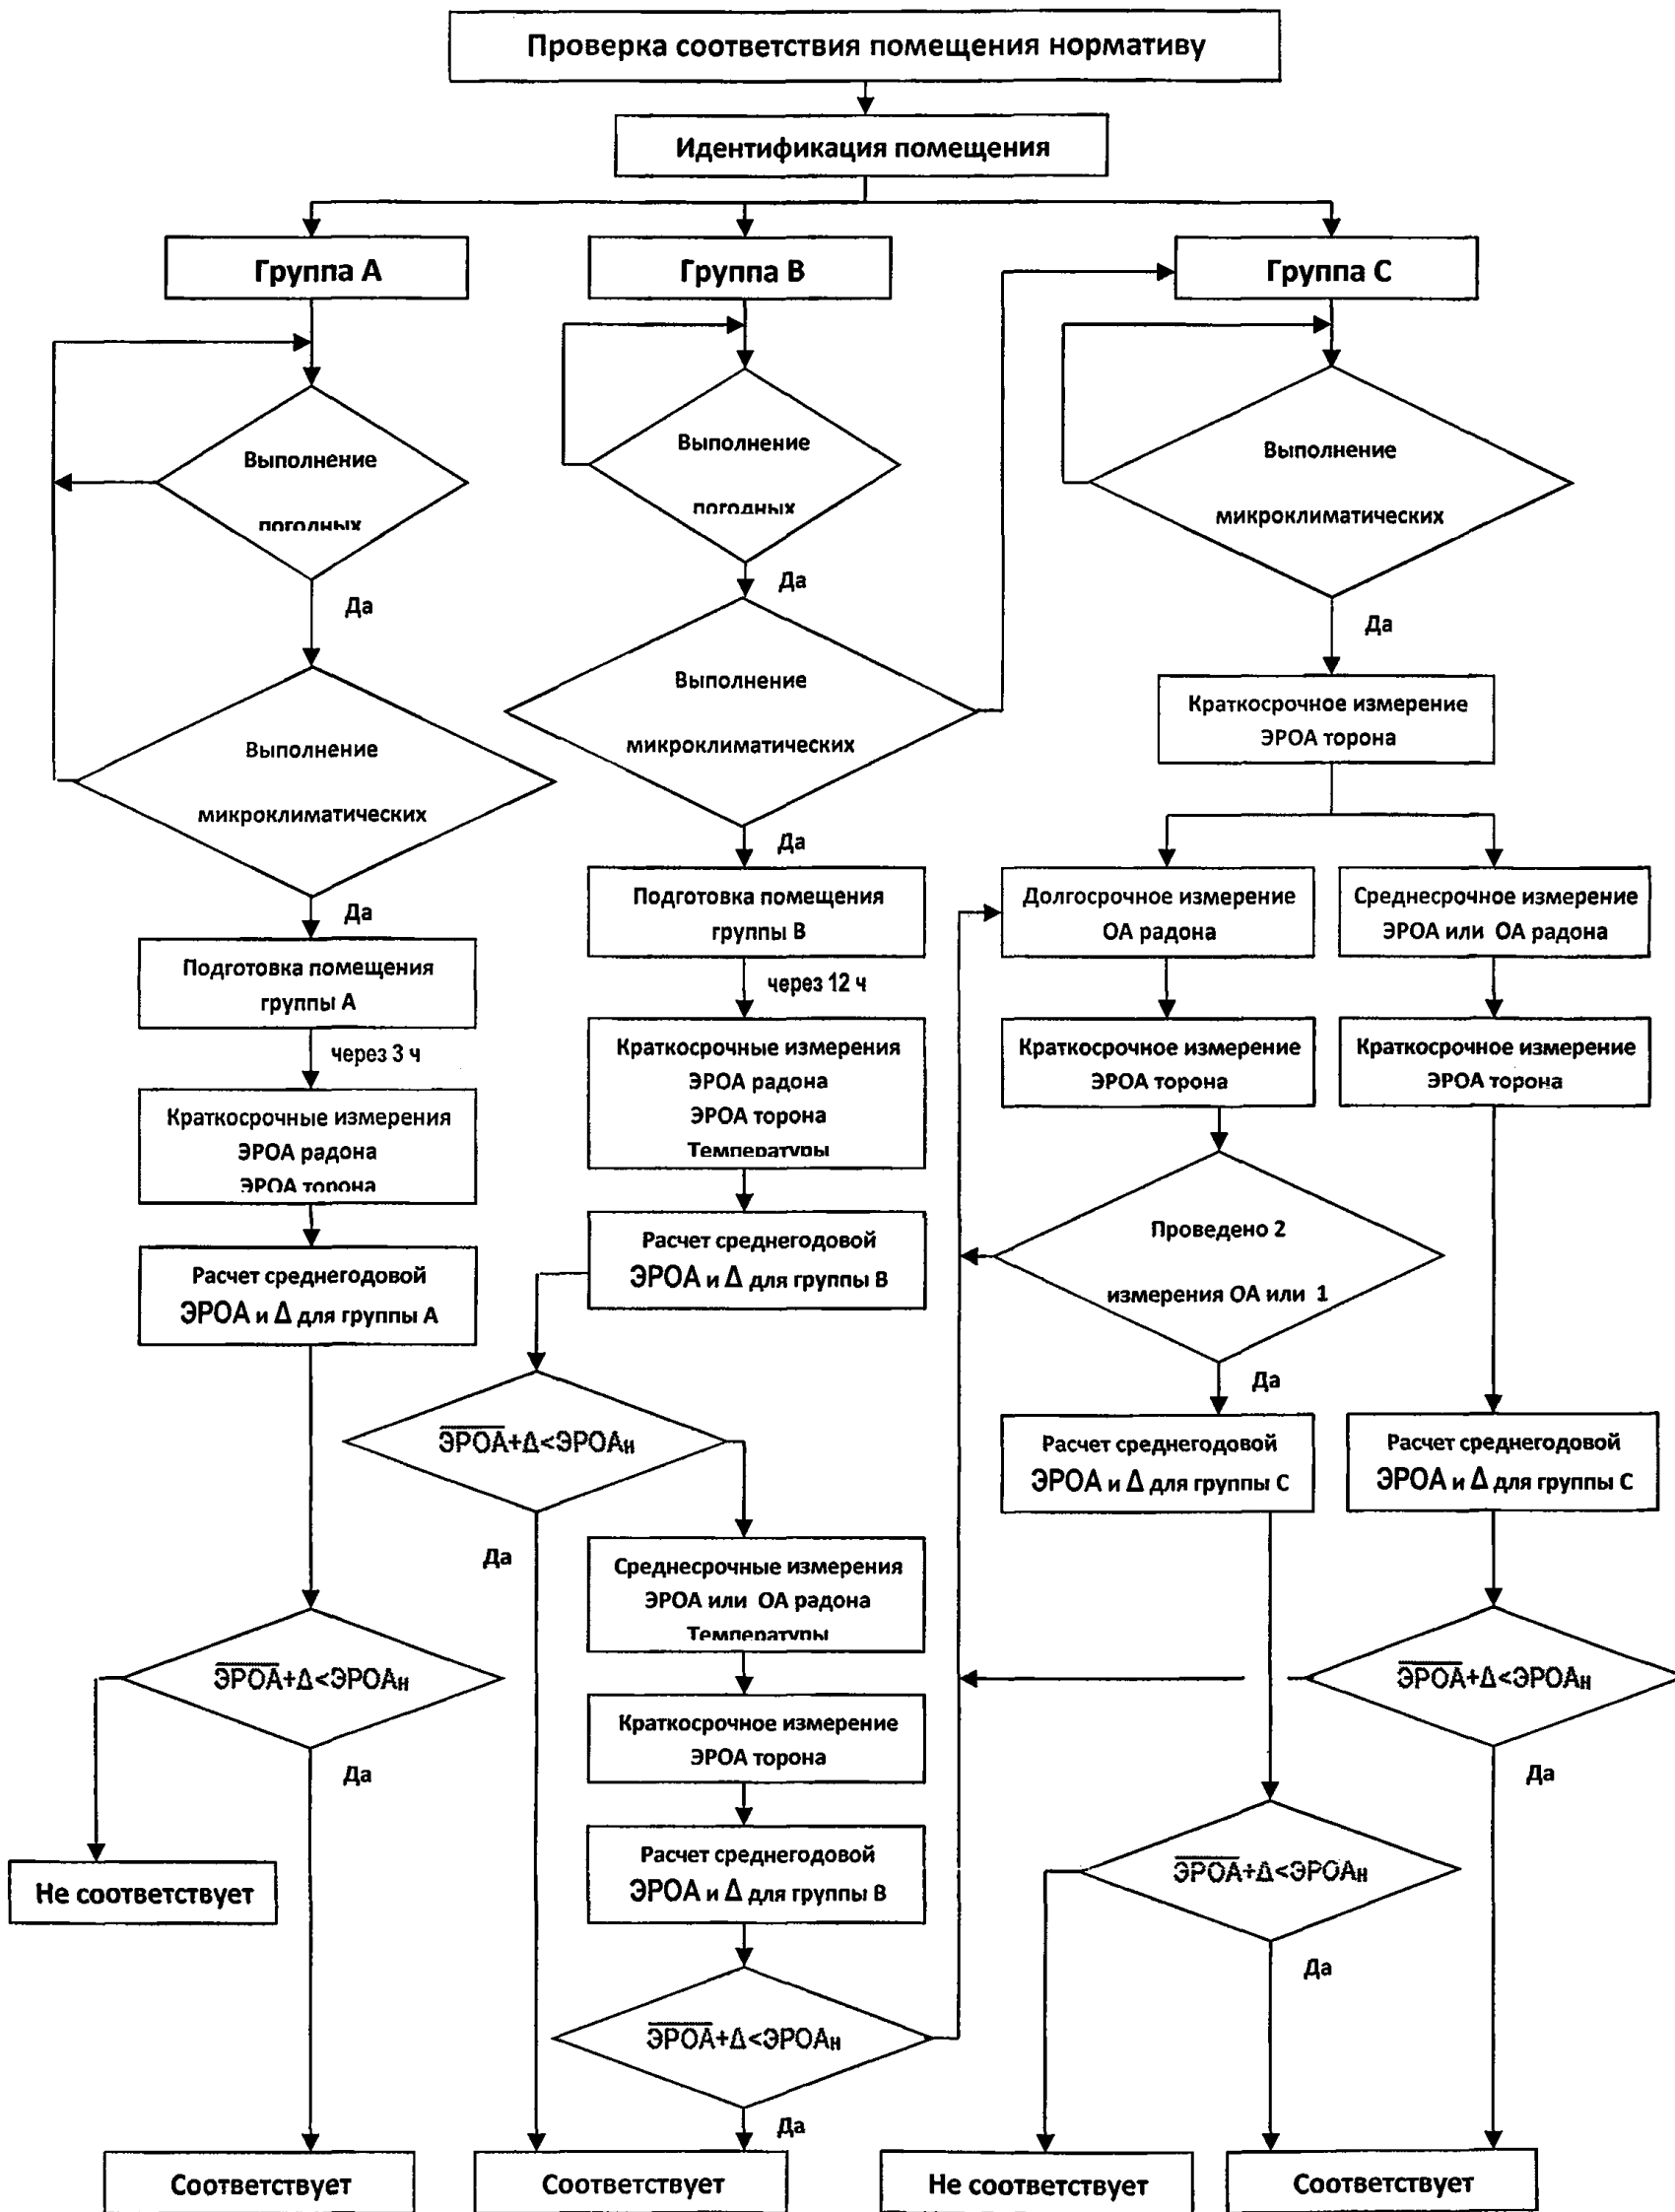 Проверка соответствия помещения нормативу
Идентификация помещения
Группа А
Выполнение
погодных
Да
Выполнение
микроклиматических
Да
Подготовка помещения
группы А
через 3 ч
Краткосрочные измерения
ЭРОА радона
ЭРОА торона
Расчет среднегодовой
ЭРОА и Δ для группы А
ЭРОА+Δ<ЭРОАн
Да
Не соответствует
Соответствует
Группа В
Выполнение
погодных
Да
Выполнение
микроклиматических
Да
Подготовка помещения
группы В
через 12 ч
Краткосрочные измерения
ЭРОА радона
ЭРОА торона
Температуры
Расчет среднегодовой
ЭРОА и Δ для группы В
ЭРОА+Δ<ЭРОАн
Да
Среднесрочные измерения
ЭРОА или ОА радона
Температуры
Краткосрочное измерение
ЭРОА торона
Расчет среднегодовой
ЭРОА и Δ для группы В
ЭРОА+Δ<ЭРОАн
Да
Соответствует
Группа С
Выполнение
микроклиматических
Да
Краткосрочное измерение
ЭРОА торона
Долгосрочное измерение
ОА радона
Краткосрочное измерение
ЭРОА торона
Проведено 2
измерения ОА или 1
Да
Расчет среднегодовой
ЭРОА и Δ для группы С
ЭРОА+Δ<ЭРОАн
Да
Не соответствует
Среднесрочное измерение
ЭРОА или ОА радона
Краткосрочное измерение
ЭРОА торона
Расчет среднегодовой
ЭРОА и Δ для группы С
ЭРОА+Δ<ЭРОАн
Да
Соответствует